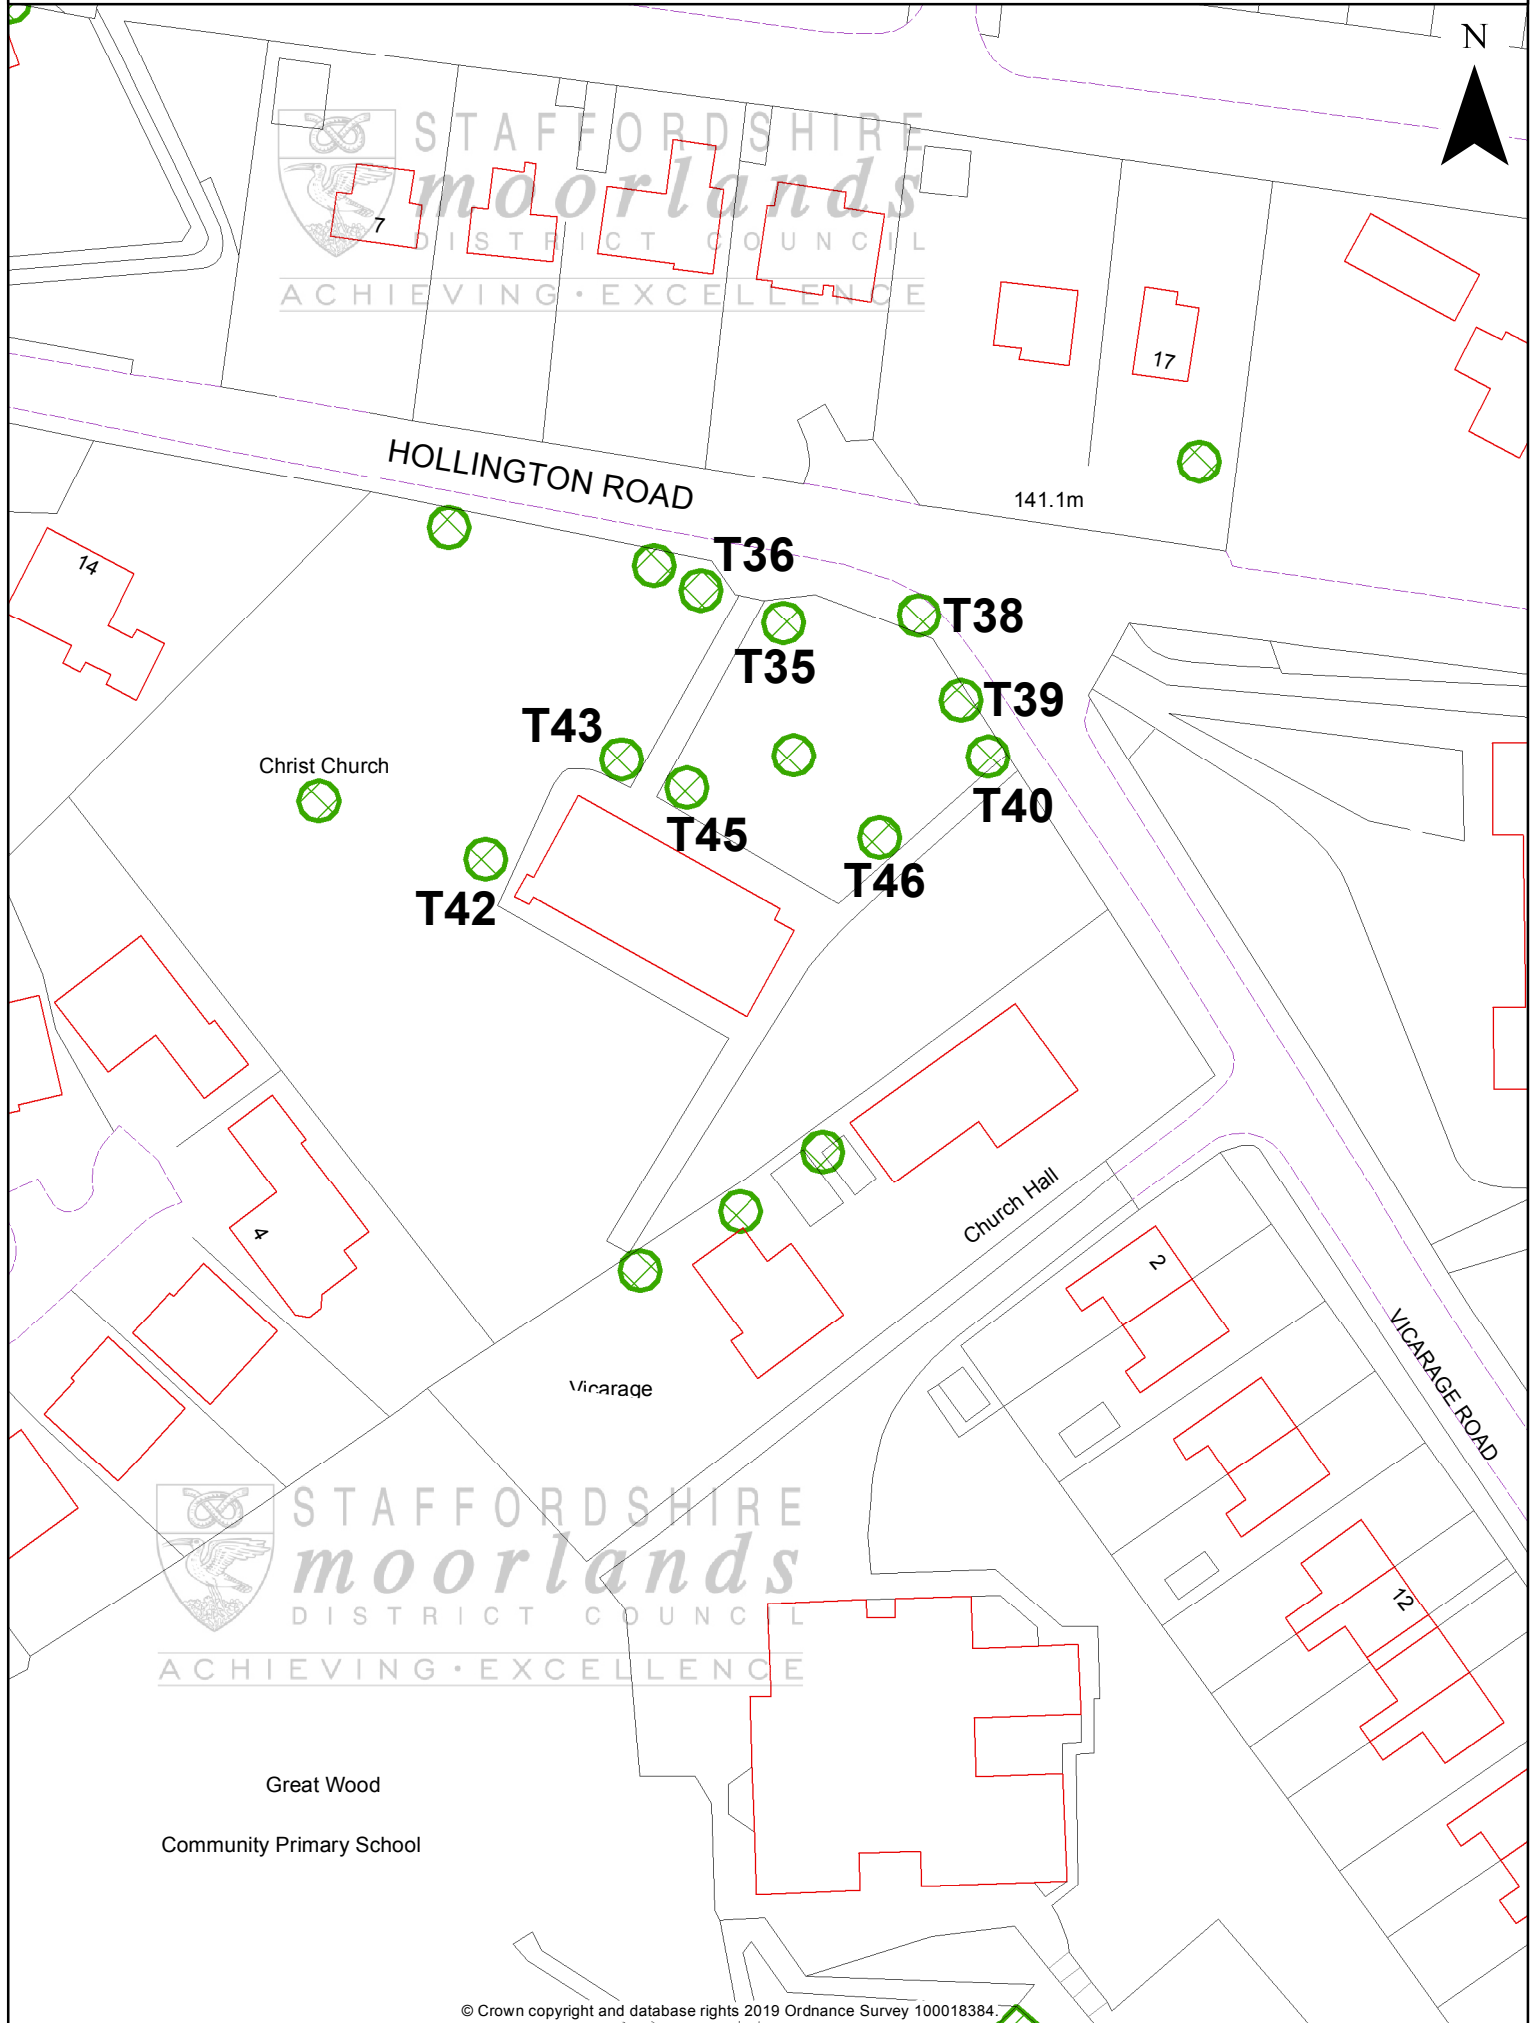 N
STAFFORDSHIRE
moorlands
DISTRICT COUNCIL
ACHIEVING · EXCELLENCE
7
17
HOLLINGTON ROAD
141.1m
14
T36
T38
T35
T39
T43
Christ Church
T40
T45
T46
T42
Church Hall
4
2
VICARAGE ROAD
Vicarage
STAFFORDSHIRE
moorlands
DISTRICT COUNCIL
ACHIEVING · EXCELLENCE
12
Great Wood
Community Primary School
© Crown copyright and database rights 2019 Ordnance Survey 100018384.